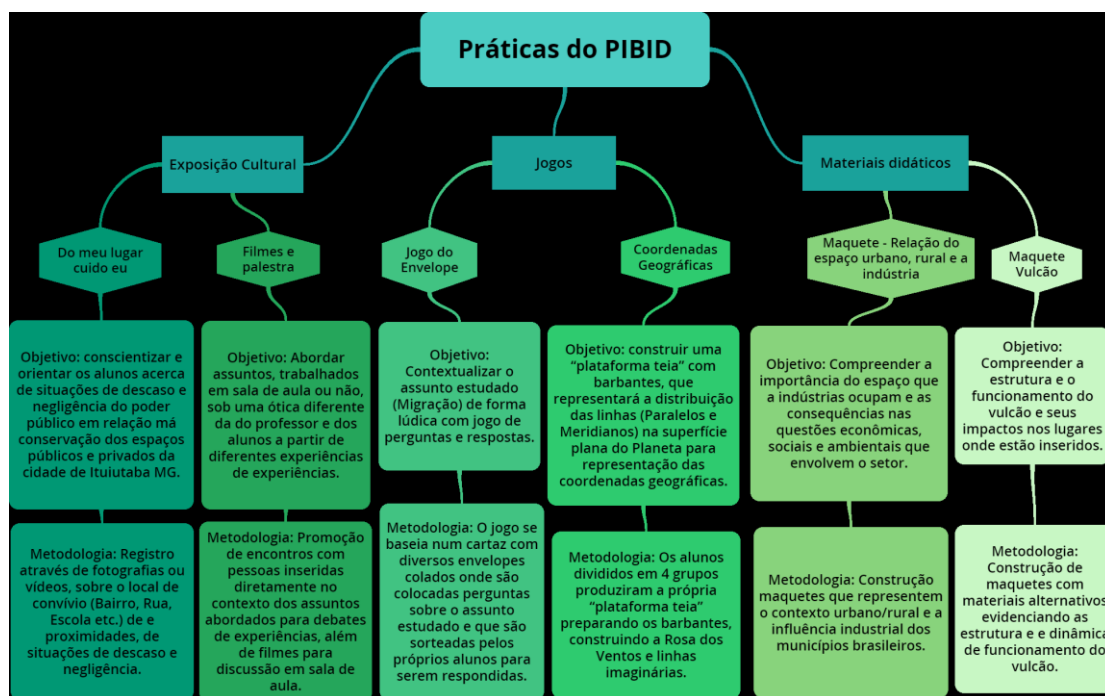 Práticas do PIBID
Exposição Cultural
Jogos
Materiais didáticos
Do meu lugar
cuido eu
Filmes e
palestra
Jogo do
Envelope
Coordenadas
Geográficas
Maquete - Relação do
espaço urbano, rural e a
indústria
Maquete
Vulcão
Objetivo: conscientizar e
orientar os alunos acerca
de situações de descaso e
negligência do poder
público em relação má
conservação dos espaços
públicos e privados da
cidade de Ituiutaba MG.
Objetivo: Abordar
assuntos, trabalhados
em sala de aula ou não,
sob uma ótica diferente
da do professor e dos
alunos a partir de
diferentes experiências
de experiências.
Objetivo:
Contextualizar o
assunto estudado
(Migração) de forma
lúdica com jogo de
perguntas e respostas.
Objetivo: construir uma
“plataforma teia” com
barbantes, que
representará a distribuição
das linhas (Paralelos e
Meridianos) na superfície
plana do Planeta para
representação das
coordenadas geográficas.
Objetivo: Compreender a
importância do espaço que
a indústrias ocupam e as
consequências nas
questões econômicas,
sociais e ambientais que
envolvem o setor.
Objetivo:
Compreender a
estrutura e o
funcionamento do
vulcão e seus
impactos nos lugares
onde estão inseridos.
Metodologia: Registro
através de fotografias ou
vídeos, sobre o local de
convívio (Bairro, Rua,
Escola etc.) de e
proximidades, de
situações de descaso e
negligência.
Metodologia: Promoção
de encontros com
pessoas inseridas
diretamente no
contexto dos assuntos
abordados para debates
de experiências, além
de filmes para
discussão em sala de
aula.
Metodologia: O jogo se
baseia num cartaz com
diversos envelopes
colados onde são
colocadas perguntas
sobre o assunto
estudado e que são
sorteadas pelos
próprios alunos para
serem respondidas.
Metodologia: Os alunos
divididos em 4 grupos
produziram a própria
“plataforma teia”
preparando os barbantes,
construindo a Rosa dos
Ventos e linhas
imaginárias.
Metodologia: Construção
maquetes que representem
o contexto urbano/rural e a
influência industrial dos
municípios brasileiros.
Metodologia:
Construção de
maquetes com
materiais alternativos
evidenciando as
estrutura e e dinâmica
de funcionamento do
vulcão.